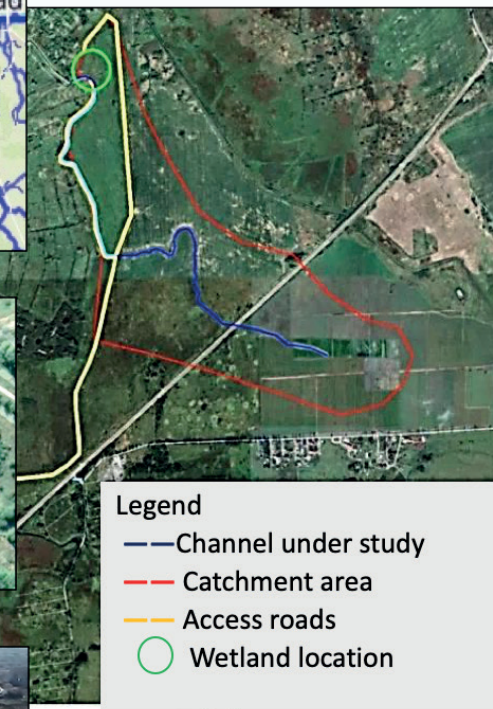 Legend
Channel under study
Catchment area
Access roads
Wetland location